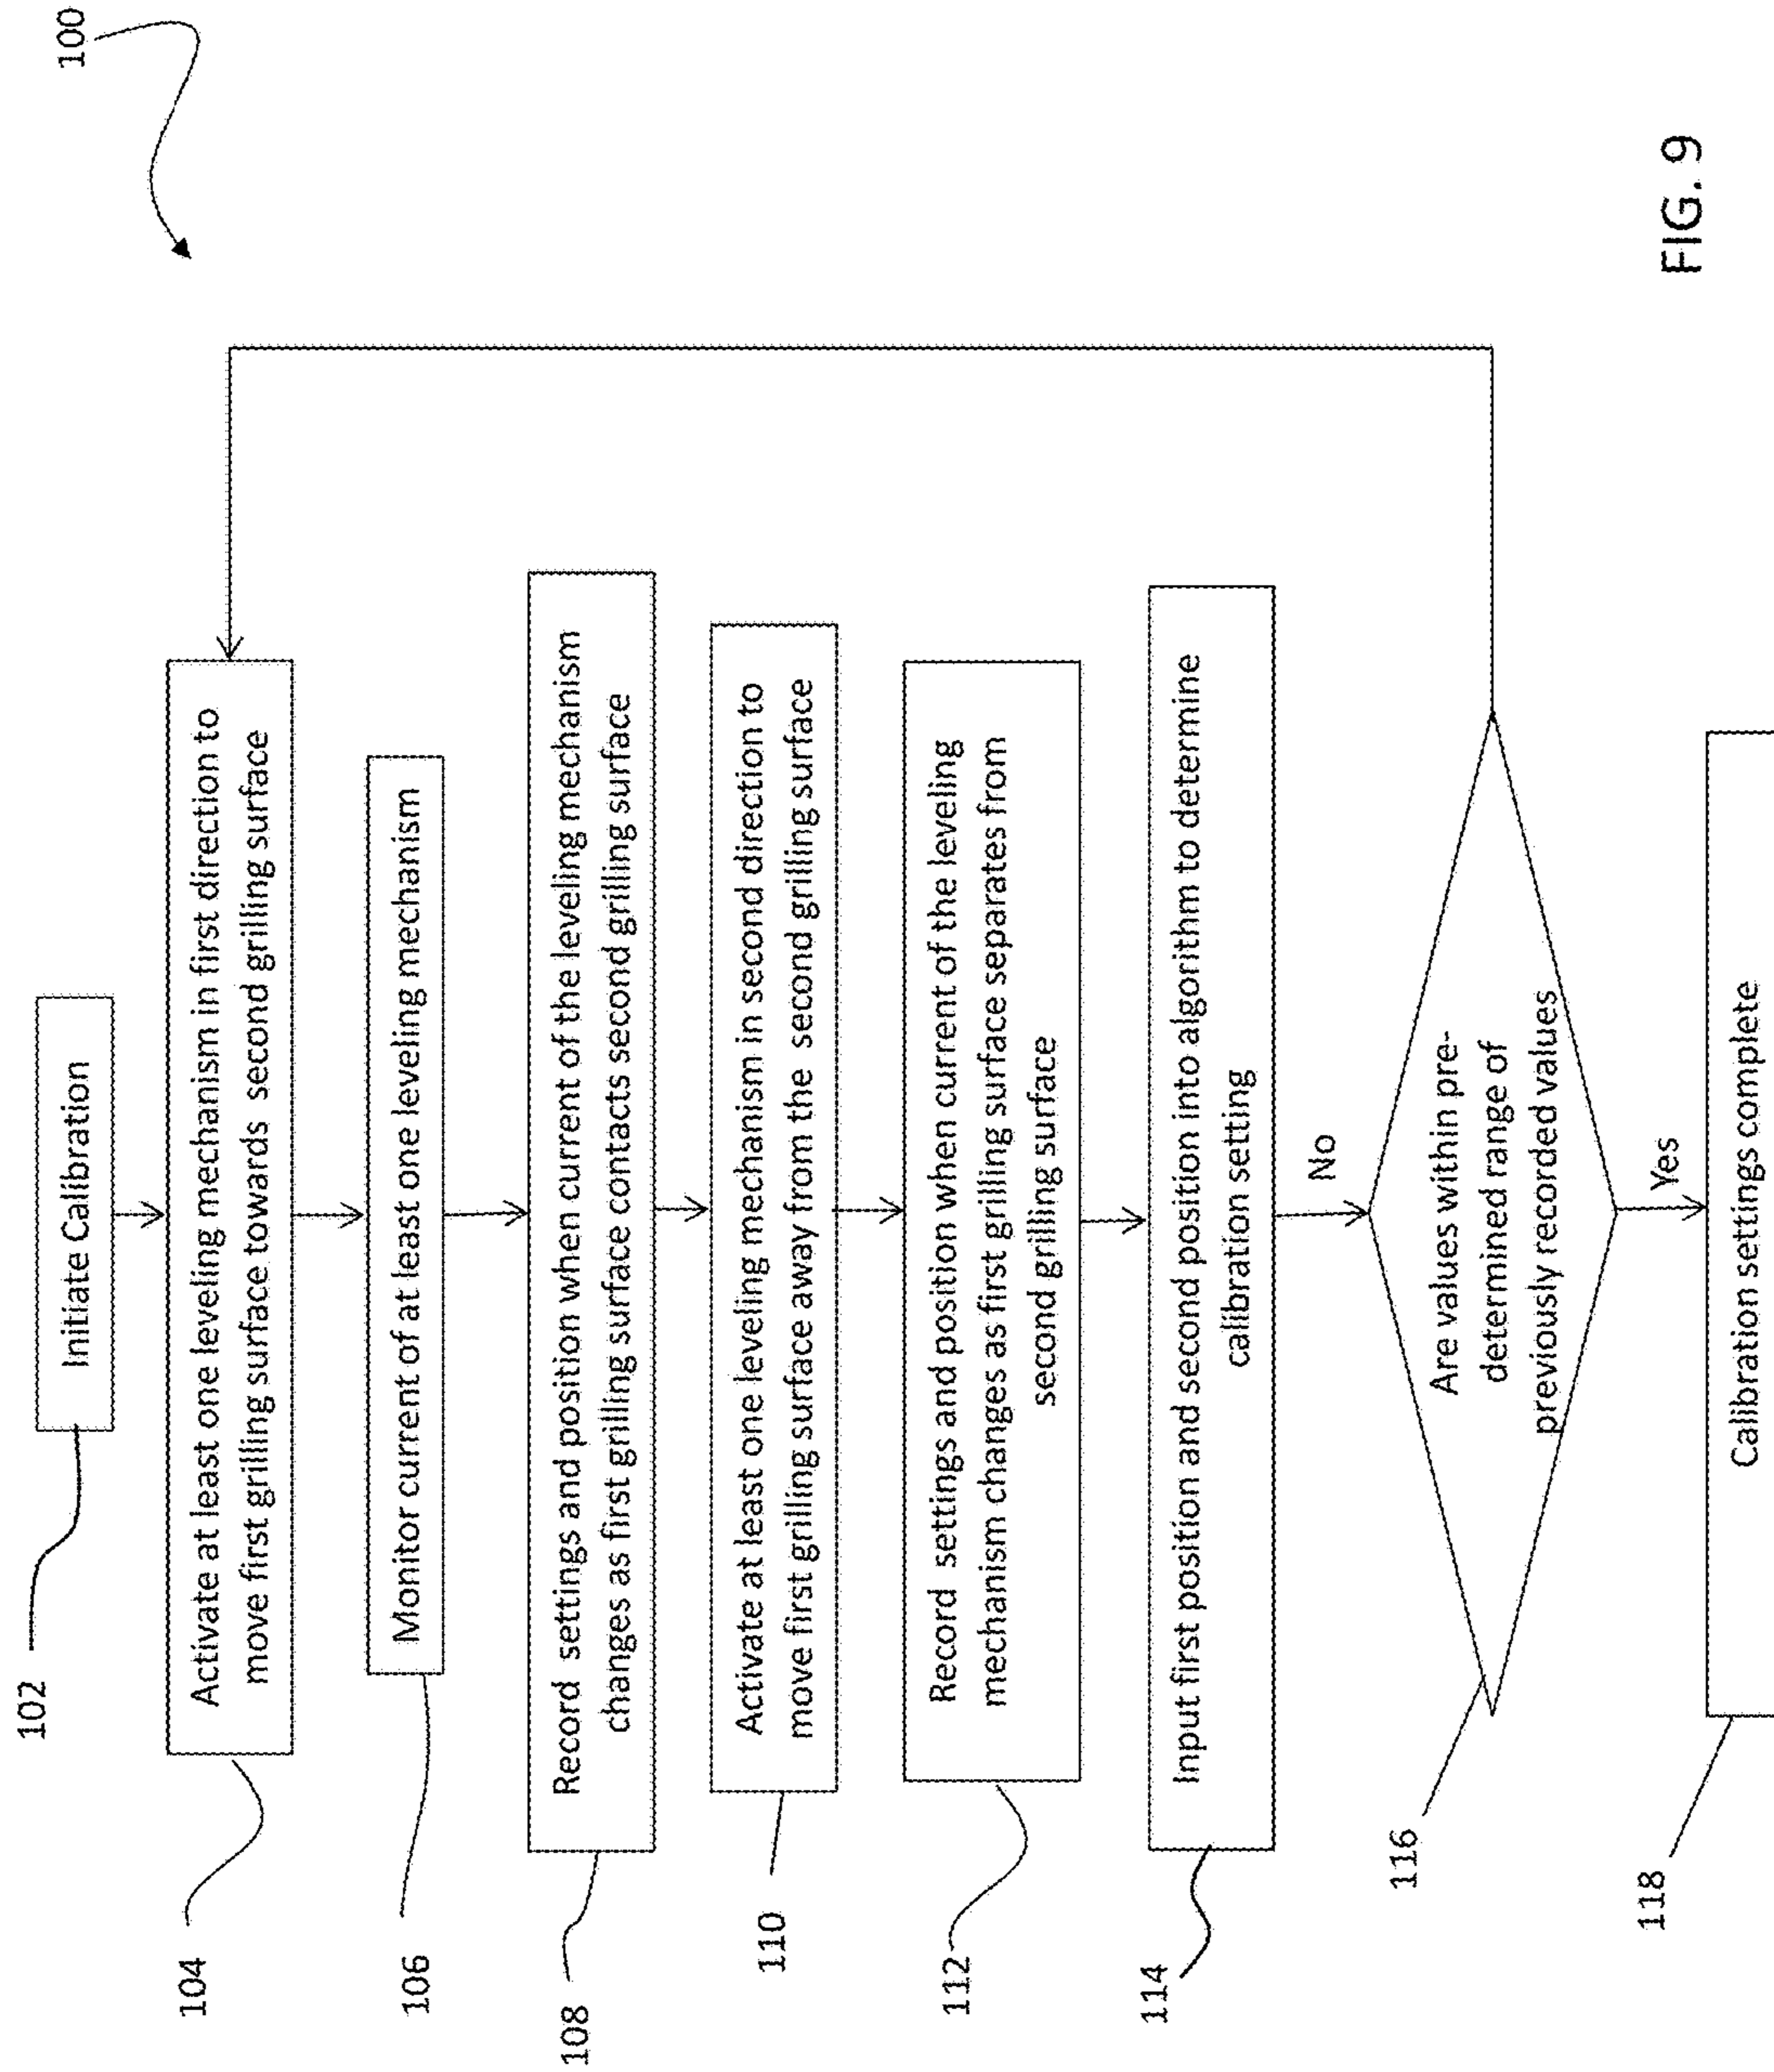 100
102
Initiate Calibration
104
Activate at least one leveling mechanism in first direction to
move first grilling surface towards second grilling surface
106
Monitor current of at least one leveling mechanism
108
Record settings and position when current of the leveling mechanism
changes as first grilling surface contacts second grilling surface
110
Activate at least one leveling mechanism in second direction to
move first grilling surface away from the second grilling surface
112
Record settings and position when current of the leveling
mechanism changes as first grilling surface separates from
second grilling surface
114
Input first position and second position into algorithm to determine
calibration setting
No
116
Are values within pre-
determined range of
previously recorded values
Yes
118
Calibration settings complete
FIG. 9